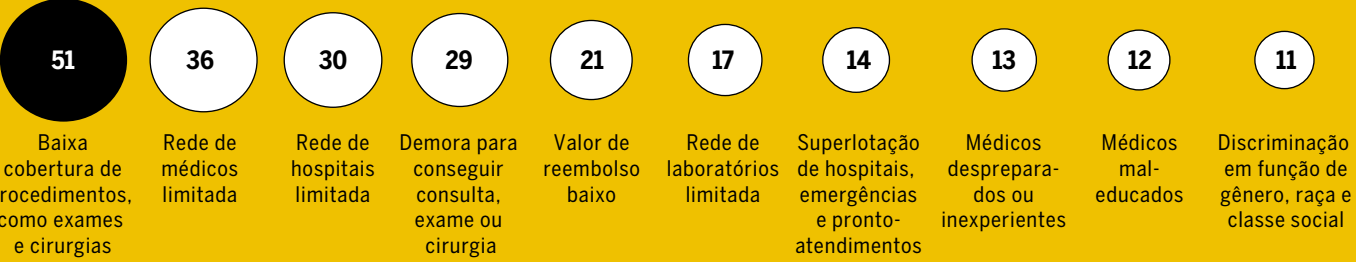 51
Baixa
cobertura de
procedimentos,
como exames
e cirurgias
36
Rede de
médicos
limitada
30
Rede de
hospitais
limitada
29
Demora para
conseguir
consulta,
exame ou
cirurgia
21
Valor de
reembolso
baixo
17
Rede de
laboratórios
limitada
14
Superlotação
de hospitais,
emergências
e pronto-
atendimentos
13
Médicos
desprepara-
dos ou
inexperientes
12
Médicos
mal-
educados
11
Discriminação
em função de
gênero, raça e
classe social